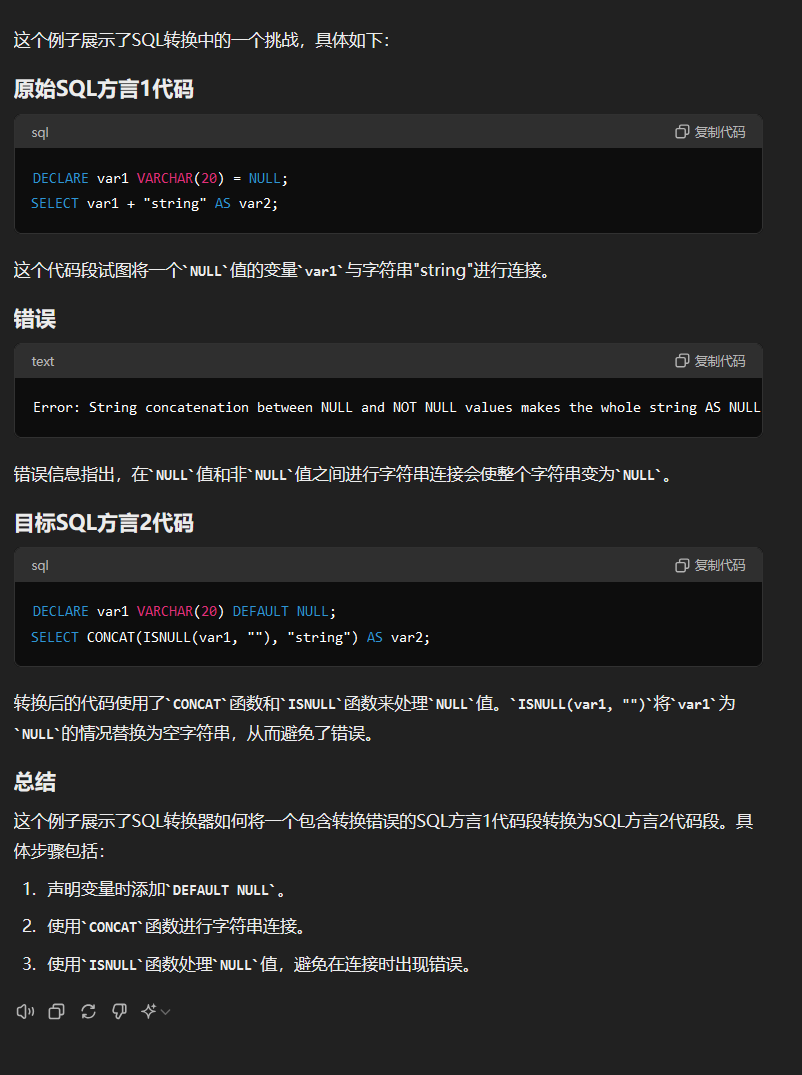 这个例子展示了SQL转换中的一个挑战，具体如下：
原始SQL方言1代码
sql 复制代码
DECLARE var1 VARCHAR(20) = NULL;
SELECT var1 + "string" AS var2;
这个代码段试图将一个`NULL`值的变量`var1`与字符串"string"进行连接。
错误
text 复制代码
Error: String concatenation between NULL and NOT NULL values makes the whole string AS NULL
错误信息指出，在`NULL`值和非`NULL`值之间进行字符串连接会使整个字符串变为`NULL`。
目标SQL方言2代码
sql 复制代码
DECLARE var1 VARCHAR(20) DEFAULT NULL;
SELECT CONCAT(ISNULL(var1, ""), "string") AS var2;
转换后的代码使用了`CONCAT`函数和`ISNULL`函数来处理`NULL`值。`ISNULL(var1, "")`将`var1`为
`NULL`的情况替换为空字符串，从而避免了错误。
总结
这个例子展示了SQL转换器如何将一个包含转换错误的SQL方言1代码段转换为SQL方言2代码段。具
体步骤包括：
1. 声明变量时添加`DEFAULT NULL`。
2. 使用`CONCAT`函数进行字符串连接。
3. 使用`ISNULL`函数处理`NULL`值，避免在连接时出现错误。